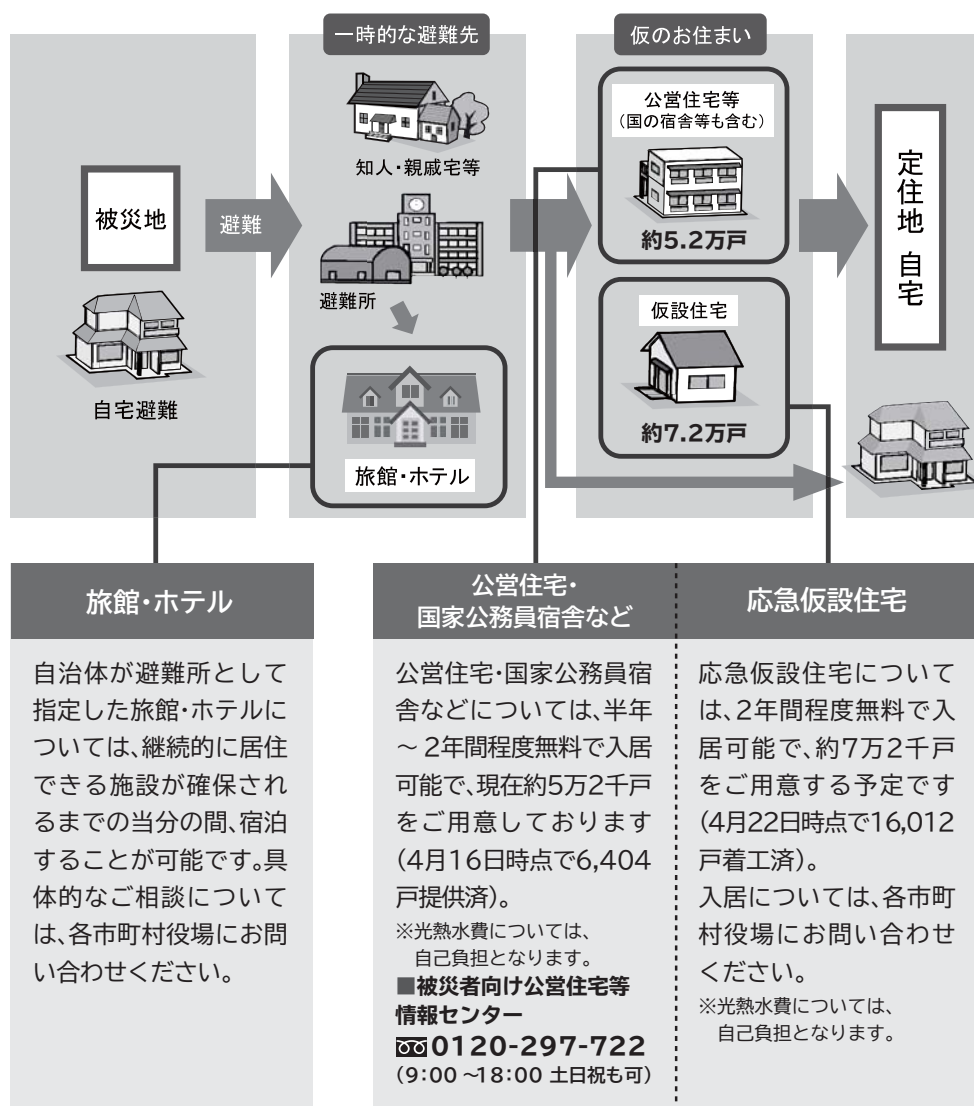 一時的な避難先
仮のお住まい
被災地
自宅避難
避難
知人・親戚宅等
避難所
旅館・ホテル
公営住宅等
（国の宿舎等も含む）
約5.2万戸
仮設住宅
約7.2万戸
定住地 自宅
旅館・ホテル
自治体が避難所として
指定した旅館・ホテルに
ついては、継続的に居住
できる施設が確保され
るまでの当分の間、宿泊
することが可能です。具
体的なご相談について
は、各市町村役場にお問
い合わせください。
公営住宅・
国家公務員宿舎など
公営住宅・国家公務員宿
舎などについては、半年
～2年間程度無料で入居
可能で、現在約5万2千戸
をご用意しております
（4月16日時点で6,404
戸提供済）。
※光熱水費については、
自己負担となります。
■被災者向け公営住宅等
情報センター
0120-297-722
（9：00～18：00 土日祝も可）
応急仮設住宅
応急仮設住宅について
は、2年間程度無料で入
居可能で、約7万2千戸
をご用意する予定です
（4月22日時点で16,012
戸着工済）。
入居については、各市町
村役場にお問い合わせ
ください。
※光熱水費については、
自己負担となります。